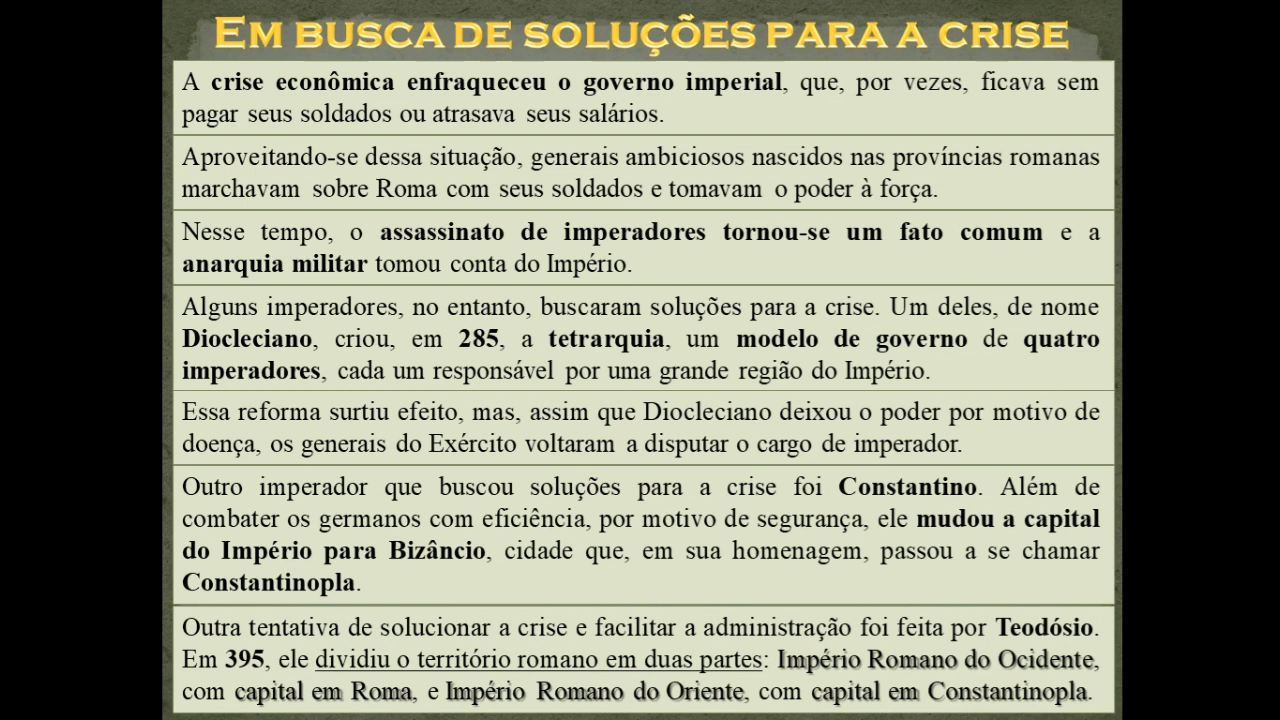 EM BUSCA DE SOLUÇÕES PARA A CRISE
A crise econômica enfraqueceu o governo imperial, que, por vezes, ficava sem
pagar seus soldados ou atrasava seus salários.
Aproveitando-se dessa situação, generais ambiciosos nascidos nas províncias romanas
marchavam sobre Roma com seus soldados e tomavam o poder à força.
Nesse tempo, o assassinato de imperadores tornou-se um fato comum e a
anarquia militar tomou conta do Império.
Alguns imperadores, no entanto, buscaram soluções para a crise. Um deles, de nome
Diocleciano, criou, em 285, a tetrarquia, um modelo de governo de quatro
imperadores, cada um responsável por uma grande região do Império.
Essa reforma surtiu efeito, mas, assim que Diocleciano deixou o poder por motivo de
doença, os generais do Exército voltaram a disputar o cargo de imperador.
Outro imperador que buscou soluções para a crise foi Constantino. Além de
combater os germanos com eficiência, por motivo de segurança, ele mudou a capital
do Império para Bizâncio, cidade que, em sua homenagem, passou a se chamar
Constantinopla.
Outra tentativa de solucionar a crise e facilitar a administração foi feita por Teodósio.
Em 395, ele dividiu o território romano em duas partes: Império Romano do Ocidente,
com capital em Roma, e Império Romano do Oriente, com capital em Constantinopla.